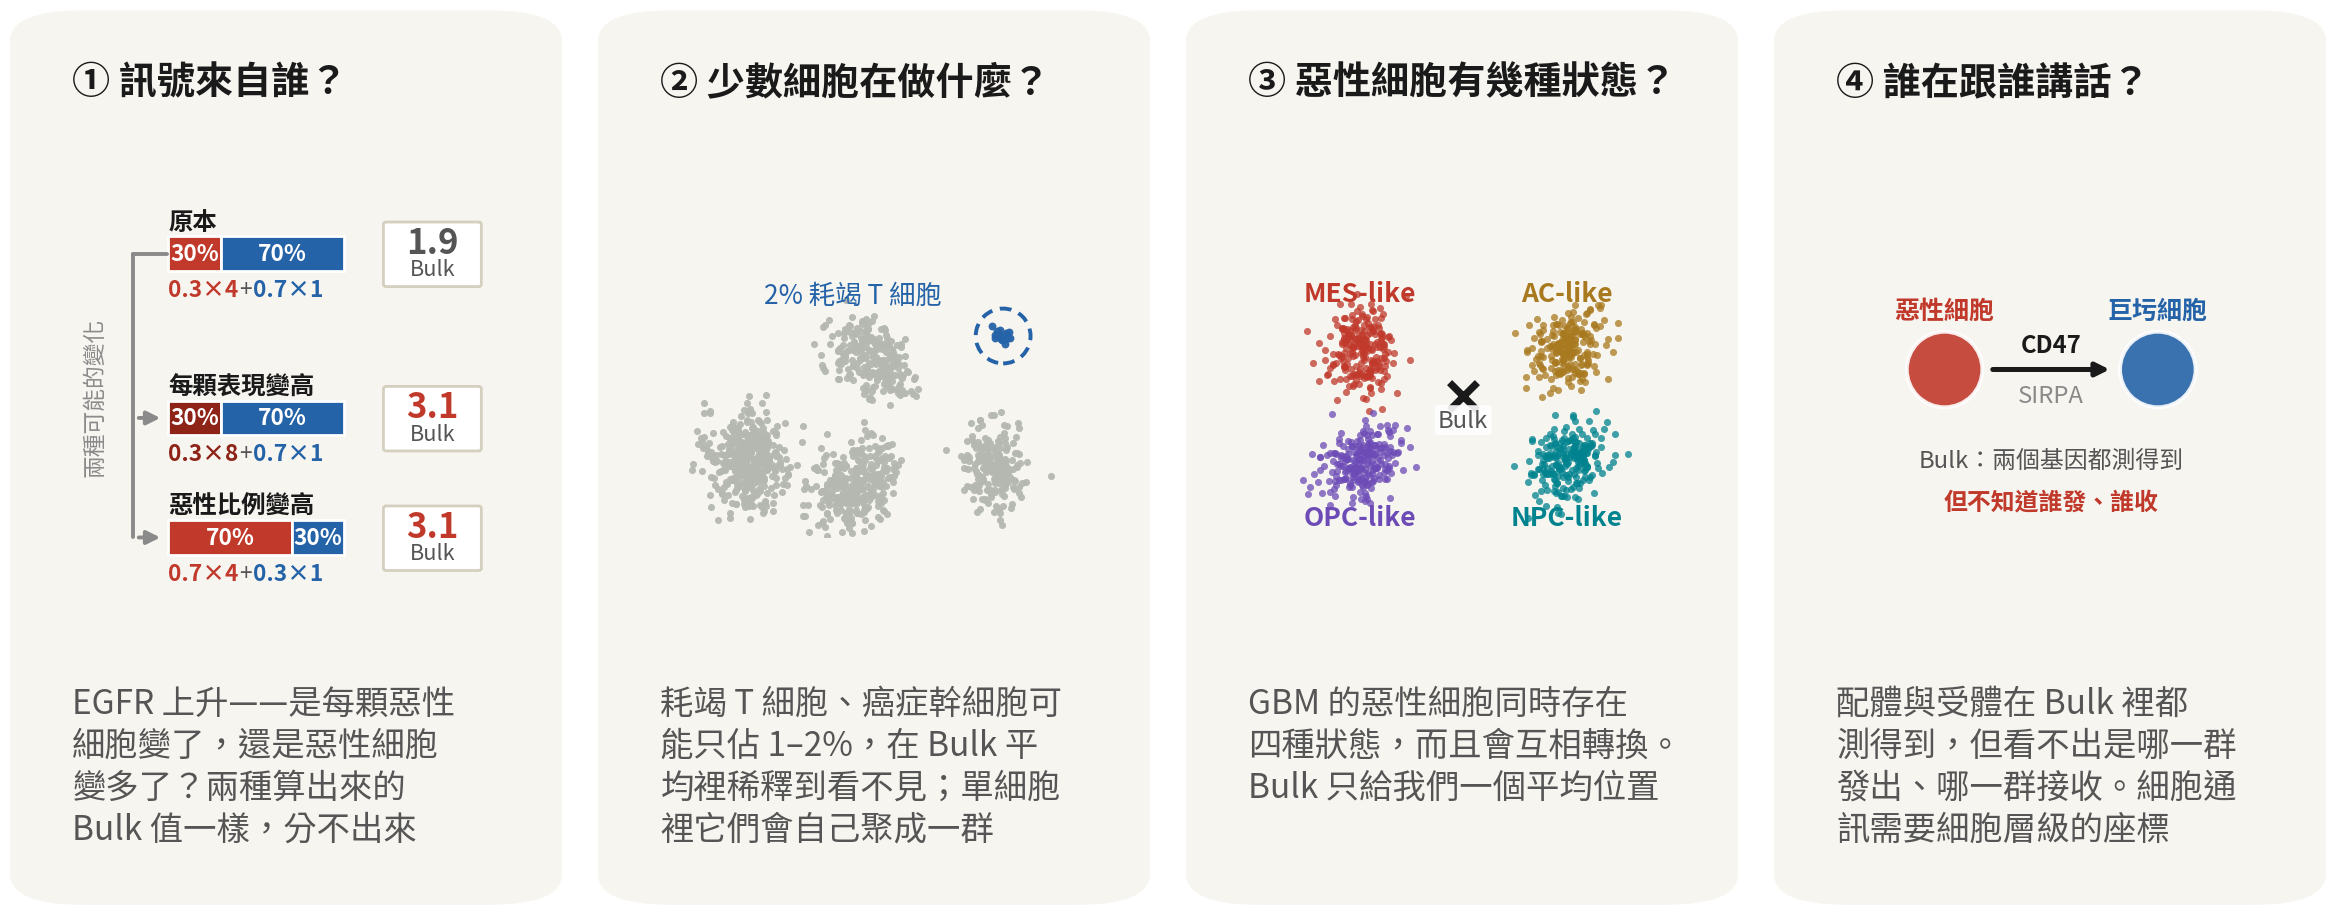 ① 訊號來自誰？
兩種可能的變化
原本
30% 70%
0.3×4+0.7×1
1.9
Bulk
每顆表現變高
30% 70%
0.3×8+0.7×1
3.1
Bulk
惡性比例變高
70% 30%
0.7×4+0.3×1
3.1
Bulk
EGFR 上升——是每顆惡性
細胞變了，還是惡性細胞
變多了？兩種算出來的
Bulk 值一樣，分不出來
② 少數細胞在做什麼？
2% 耗竭 T 細胞
耗竭 T 細胞、癌症幹細胞可
能只佔 1–2%，在 Bulk 平
均裡稀釋到看不見；單細胞
裡它們會自己聚成一群
③ 惡性細胞有幾種狀態？
MES-like AC-like
Bulk
OPC-like NPC-like
GBM 的惡性細胞同時存在
四種狀態，而且會互相轉換。
Bulk 只給我們一個平均位置
④ 誰在跟誰講話？
惡性細胞 巨圬細胞
CD47
SIRPA
Bulk：兩個基因都測得到
但不知道誰發、誰收
配體與受體在 Bulk 裡都
測得到，但看不出是哪一群
發出、哪一群接收。細胞通
訊需要細胞層級的座標